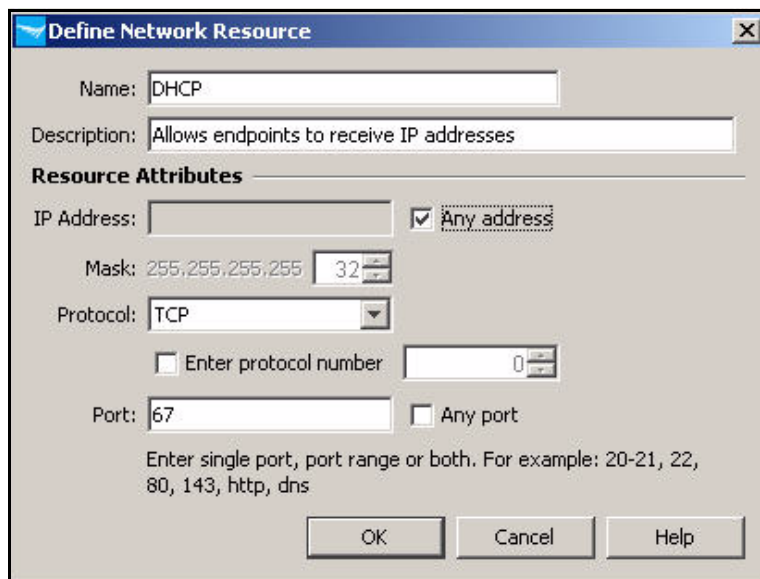 Define Network Resource
Name: DHCP
Description: Allows endpoints to receive IP addresses
Resource Attributes
IP Address: Any address
Mask: 255.255.255.255 32
Protocol: TCP
Enter protocol number 0
Port: 67 Any port
Enter single port, port range or both. For example: 20-21, 22,
80, 143, http, dns
OK Cancel Help